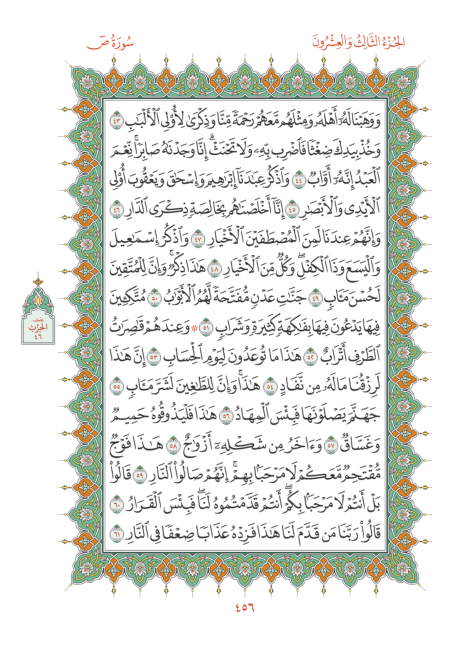 الجُزْءُ الثَّالِثُ وَالعِشْرُونَ
سُورَةُ صٓ
وَوَهَبْنَا لَهُۥٓ أَهْلَهُۥ وَمِثْلَهُم مَّعَهُمْ رَحْمَةً مِّنَّا وَذِكْرَىٰ لِأُو۟لِى ٱلْأَلْبَٰبِ ٤٣
وَخُذْ بِيَدِكَ ضِغْثًا فَٱضْرِب بِّهِۦ وَلَا تَحْنَثْ ۗ إِنَّا وَجَدْنَٰهُ صَابِرًا ۚ نِّعْمَ
ٱلْعَبْدُ ۖ إِنَّهُۥٓ أَوَّابٌ ٤٤ وَٱذْكُرْ عِبَٰدَنَآ إِبْرَٰهِيمَ وَإِسْحَٰقَ وَيَعْقُوبَ أُو۟لِى
ٱلْأَيْدِى وَٱلْأَبْصَٰرِ ٤٥ إِنَّآ أَخْلَصْنَٰهُم بِخَالِصَةٍ ذِكْرَى ٱلدَّارِ ٤٦
وَإِنَّهُمْ عِندَنَا لَمِنَ ٱلْمُصْطَفَيْنَ ٱلْأَخْيَارِ ٤٧ وَٱذْكُرْ إِسْمَٰعِيلَ
وَٱلْيَسَعَ وَذَا ٱلْكِفْلِ ۖ وَكُلٌّ مِّنَ ٱلْأَخْيَارِ ٤٨ هَٰذَا ذِكْرٌ ۚ وَإِنَّ لِلْمُتَّقِينَ
لَحُسْنَ مَـَٔابٍ ٤٩ جَنَّٰتِ عَدْنٍ مُّفَتَّحَةً لَّهُمُ ٱلْأَبْوَٰبُ ٥٠ مُتَّكِـِٔينَ
فِيهَا يَدْعُونَ فِيهَا بِفَٰكِهَةٍ كَثِيرَةٍ وَشَرَابٍ ٥١ ۞ وَعِندَهُمْ قَٰصِرَٰتُ
ٱلطَّرْفِ أَتْرَابٌ ٥٢ هَٰذَا مَا تُوعَدُونَ لِيَوْمِ ٱلْحِسَابِ ٥٣ إِنَّ هَٰذَا
لَرِزْقُنَا مَا لَهُۥ مِن نَّفَادٍ ٥٤ هَٰذَا ۚ وَإِنَّ لِلطَّٰغِينَ لَشَرَّ مَـَٔابٍ ٥٥
جَهَنَّمَ يَصْلَوْنَهَا فَبِئْسَ ٱلْمِهَادُ ٥٦ هَٰذَا فَلْيَذُوقُوهُ حَمِيمٌ
وَغَسَّاقٌ ٥٧ وَءَاخَرُ مِن شَكْلِهِۦٓ أَزْوَٰجٌ ٥٨ هَٰذَا فَوْجٌ
مُّقْتَحِمٌ مَّعَكُمْ ۖ لَا مَرْحَبًۢا بِهِمْ ۚ إِنَّهُمْ صَالُوا۟ ٱلنَّارِ ٥٩ قَالُوا۟
بَلْ أَنتُمْ لَا مَرْحَبًۢا بِكُمْ ۖ أَنتُمْ قَدَّمْتُمُوهُ لَنَا ۖ فَبِئْسَ ٱلْقَرَارُ ٦٠
قَالُوا۟ رَبَّنَا مَن قَدَّمَ لَنَا هَٰذَا فَزِدْهُ عَذَابًا ضِعْفًا فِى ٱلنَّارِ ٦١
نصف
الحزب
٤٦
٤٥٦